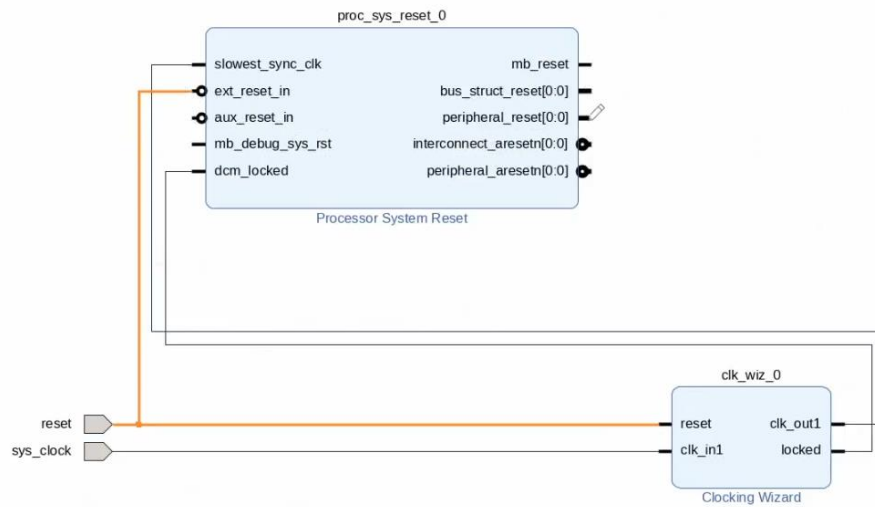 proc_sys_reset_0
slowest_sync_clk
mb_reset
ext_reset_in
bus_struct_reset[0:0]
aux_reset_in
peripheral_reset[0:0]
mb_debug_sys_rst
interconnect_aresetn[0:0]
dcm_locked
peripheral_aresetn[0:0]
Processor System Reset
clk_wiz_0
reset
reset
clk_out1
sys_clock
clk_in1
locked
Clocking Wizard